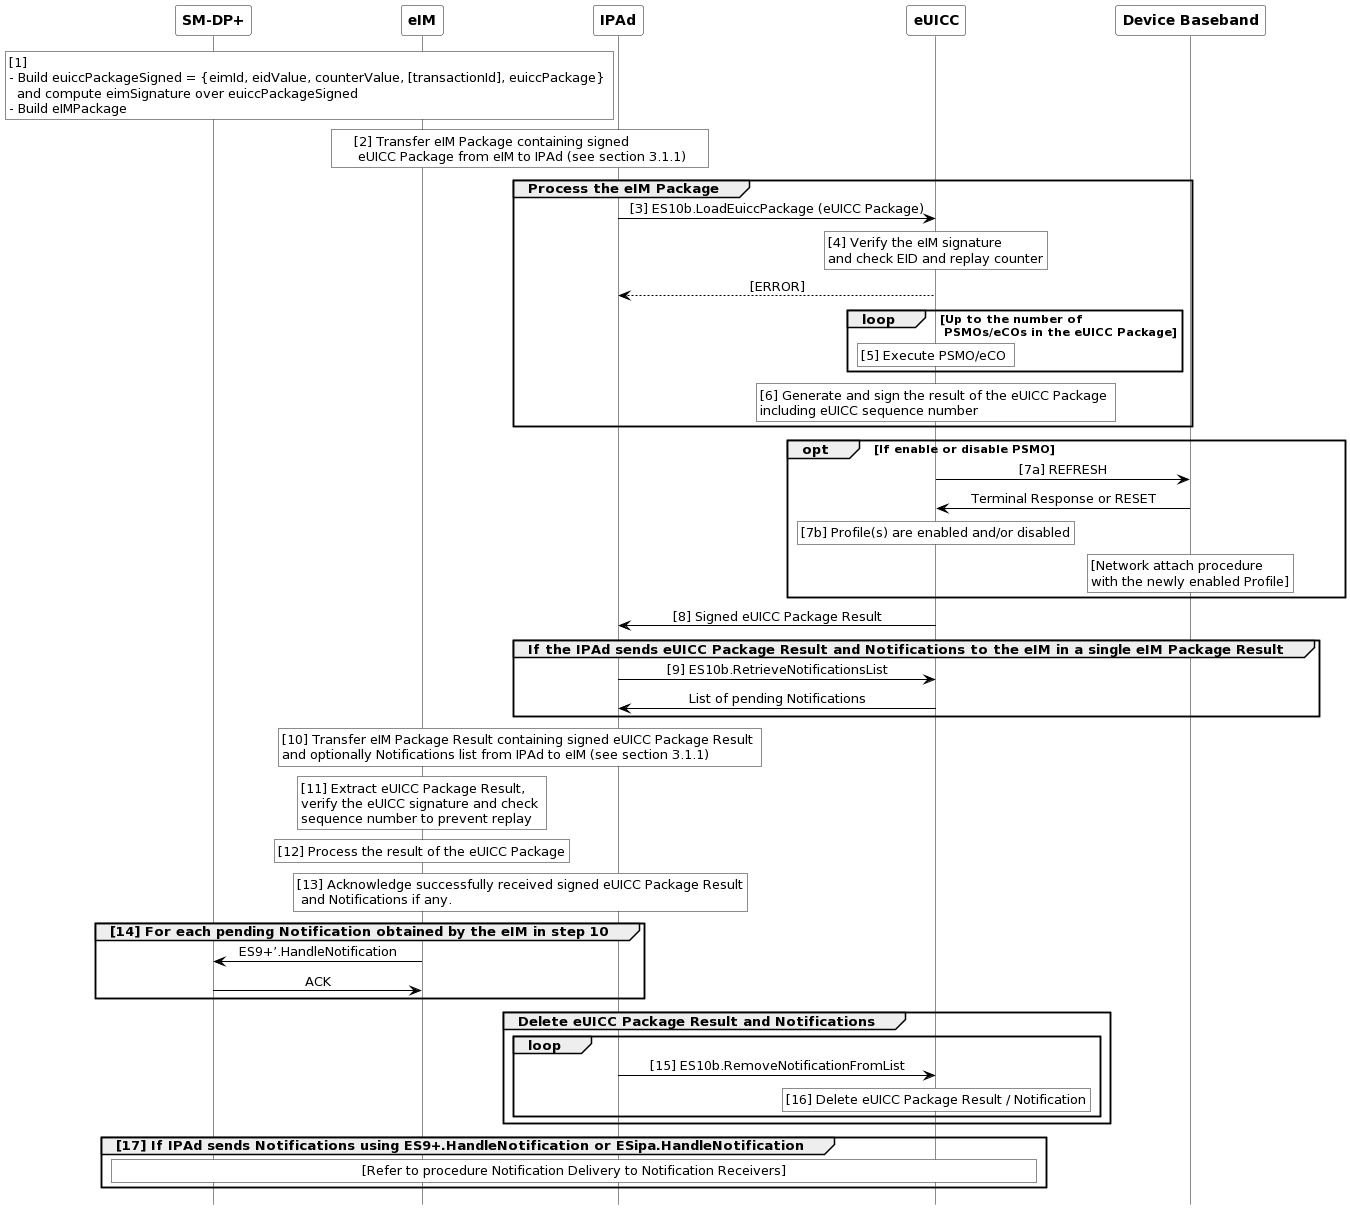 SM-DP+
eIM
IPAd
eUICC
Device Baseband
[1]
- Build euiccPackageSigned = {eimId, eidValue, counterValue, [transactionId], euiccPackage}
and compute eimSignature over euiccPackageSigned
- Build eIMPackage
[2] Transfer eIM Package containing signed
eUICC Package from eIM to IPAd (see section 3.1.1)
Process the eIM Package
[3] ES10b.LoadEuiccPackage (eUICC Package)
[4] Verify the eIM signature
and check EID and replay counter
[ERROR]
loop
[Up to the number of
PSMOs/eCOs in the eUICC Package]
[5] Execute PSMO/eCO
[6] Generate and sign the result of the eUICC Package
including eUICC sequence number
opt
[If enable or disable PSMO]
[7a] REFRESH
Terminal Response or RESET
[7b] Profile(s) are enabled and/or disabled
[Network attach procedure
with the newly enabled Profile]
[8] Signed eUICC Package Result
If the IPAd sends eUICC Package Result and Notifications to the eIM in a single eIM Package Result
[9] ES10b.RetrieveNotificationsList
List of pending Notifications
[10] Transfer eIM Package Result containing signed eUICC Package Result
and optionally Notifications list from IPAd to eIM (see section 3.1.1)
[11] Extract eUICC Package Result,
verify the eUICC signature and check
sequence number to prevent replay
[12] Process the result of the eUICC Package
[13] Acknowledge successfully received signed eUICC Package Result
and Notifications if any.
[14] For each pending Notification obtained by the eIM in step 10
ES9+’.HandleNotification
ACK
Delete eUICC Package Result and Notifications
loop
[15] ES10b.RemoveNotificationFromList
[16] Delete eUICC Package Result / Notification
[17] If IPAd sends Notifications using ES9+.HandleNotification or ESipa.HandleNotification
[Refer to procedure Notification Delivery to Notification Receivers]